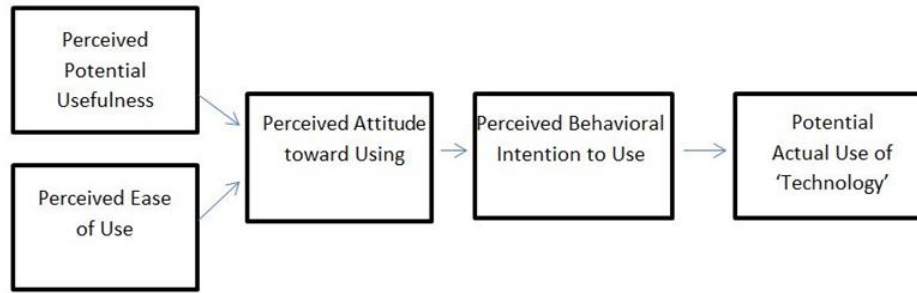 Perceived
Potential
Usefulness
Perceived Ease
of Use
Perceived Attitude
toward Using
Perceived Behavioral
Intention to Use
Potential
Actual Use of
‘Technology’